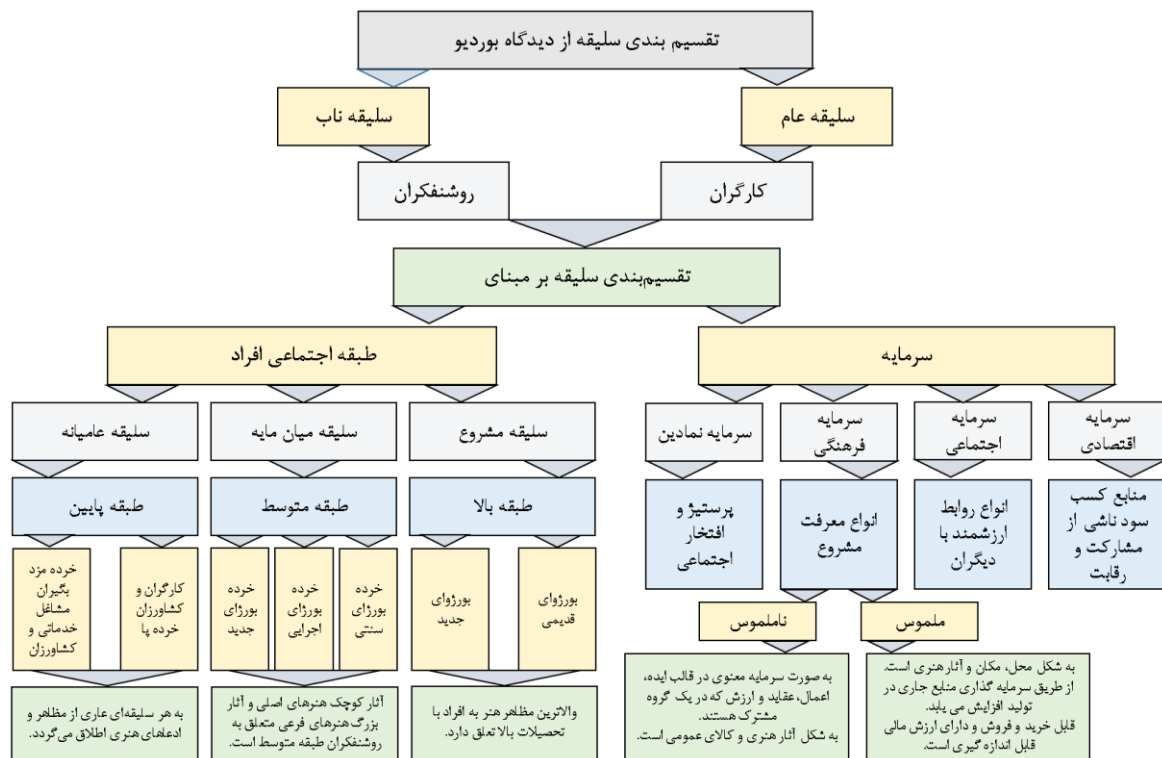 تقسیم بندی سلیقه از دیدگاه بوردیو
سلیقه عام
سلیقه ناب
کارگران
روشنفکران
تقسیم‌بندی سلیقه بر مبنای
سرمایه
طبقه اجتماعی افراد
سرمایه
اقتصادی
سرمایه
اجتماعی
سرمایه
فرهنگی
سرمایه نمادین
سلیقه مشروع
سلیقه میان مایه
سلیقه عامیانه
منابع کسب
سود ناشی از
مشارکت و
رقابت
انواع روابط
ارزشمند با
دیگران
انواع معرفت
مشروع
پرستیژ و
افتخار
اجتماعی
طبقه بالا
طبقه متوسط
طبقه پایین
ملموس
ناملموس
بورژوای
قدیمی
بورژوای
جدید
خرده
بورژای
سنتی
خرده
بورژای
اجرایی
خرده
بورژای
جدید
کارگران و
کشاورزان
خرده پا
خرده مزد
بگیران
مشاغل
خدماتی و
کشاورزان
به شکل محل، مکان و آثار هنری است.
از طریق سرمایه گذاری منابع جاری در
تولید افزایش می یابد.
قابل خرید و فروش و دارای ارزش مالی
قابل اندازه گیری است.
به صورت سرمایه معنوی در قالب ایده،
اعمال، عقاید و ارزش که در یک گروه
مشترک هستند.
به شکل آثار هنری و کالای عمومی است.
والاترین مظاهر هنر به افراد با
تحصیلات بالا تعلق دارد.
آثار کوچک هنرهای اصلی و آثار
بزرگ هنرهای فرعی متعلق به
روشنفکران طبقه متوسط است.
به هر سلیقه‌ای عاری از مظاهر و
ادعاهای هنری اطلاق می‌گردد.